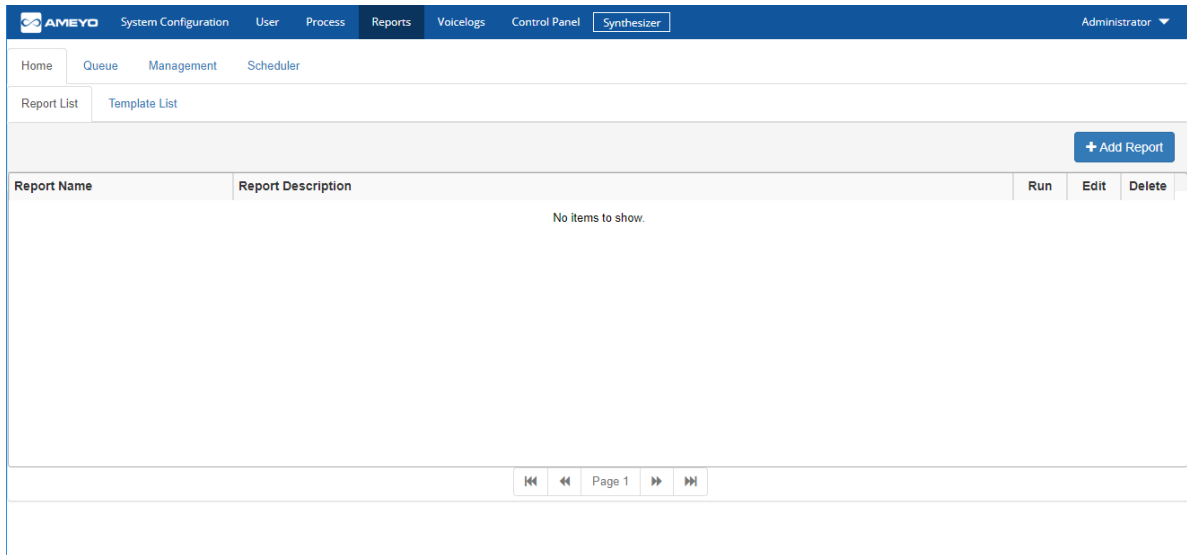 AMEYO System Configuration User Process Reports Voicelogs Control Panel Synthesizer Administrator
Home Queue Management Scheduler
Report List Template List
+ Add Report
Report Name Report Description Run Edit Delete
No items to show.
Page 1